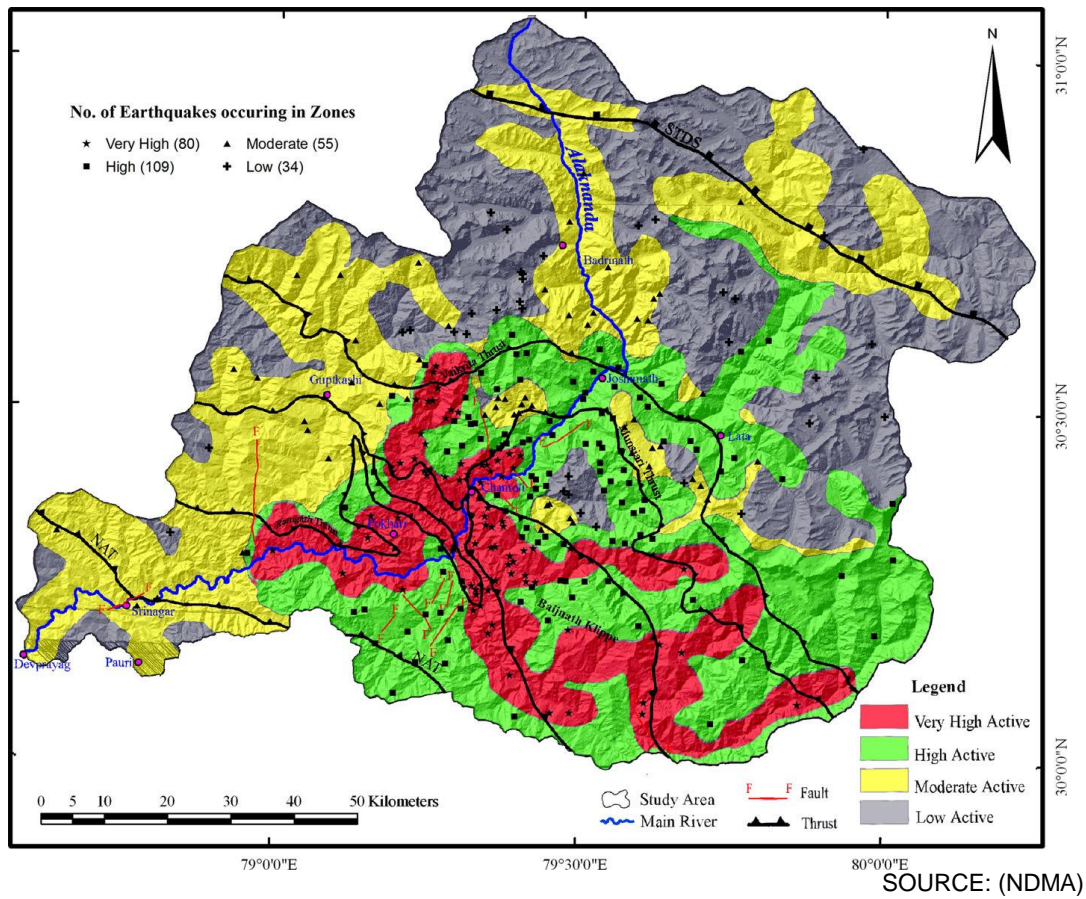 N
31°0'0"N
No. of Earthquakes occuring in Zones
Very High (80)
Moderate (55)
High (109)
Low (34)
STDS
Alaknanda
Badrinath
Vaikrita Thrust
Guptkashi
Joshimath
30°30'0"N
Lata
Munsiari Thrust
F
F
Chamoli
Ramgarh Thrust
Pokhari
NAT
F
F
F
Srinagar
Baijnath Klippe
F
F
F
NAT
Devprayag
Pauri
Legend
Very High Active
High Active
Moderate Active
Low Active
30°0'0"N
0 5 10 20 30 40 50 Kilometers
Study Area
Main River
F F Fault
Thrust
79°0'0"E
79°30'0"E
80°0'0"E
SOURCE: (NDMA)